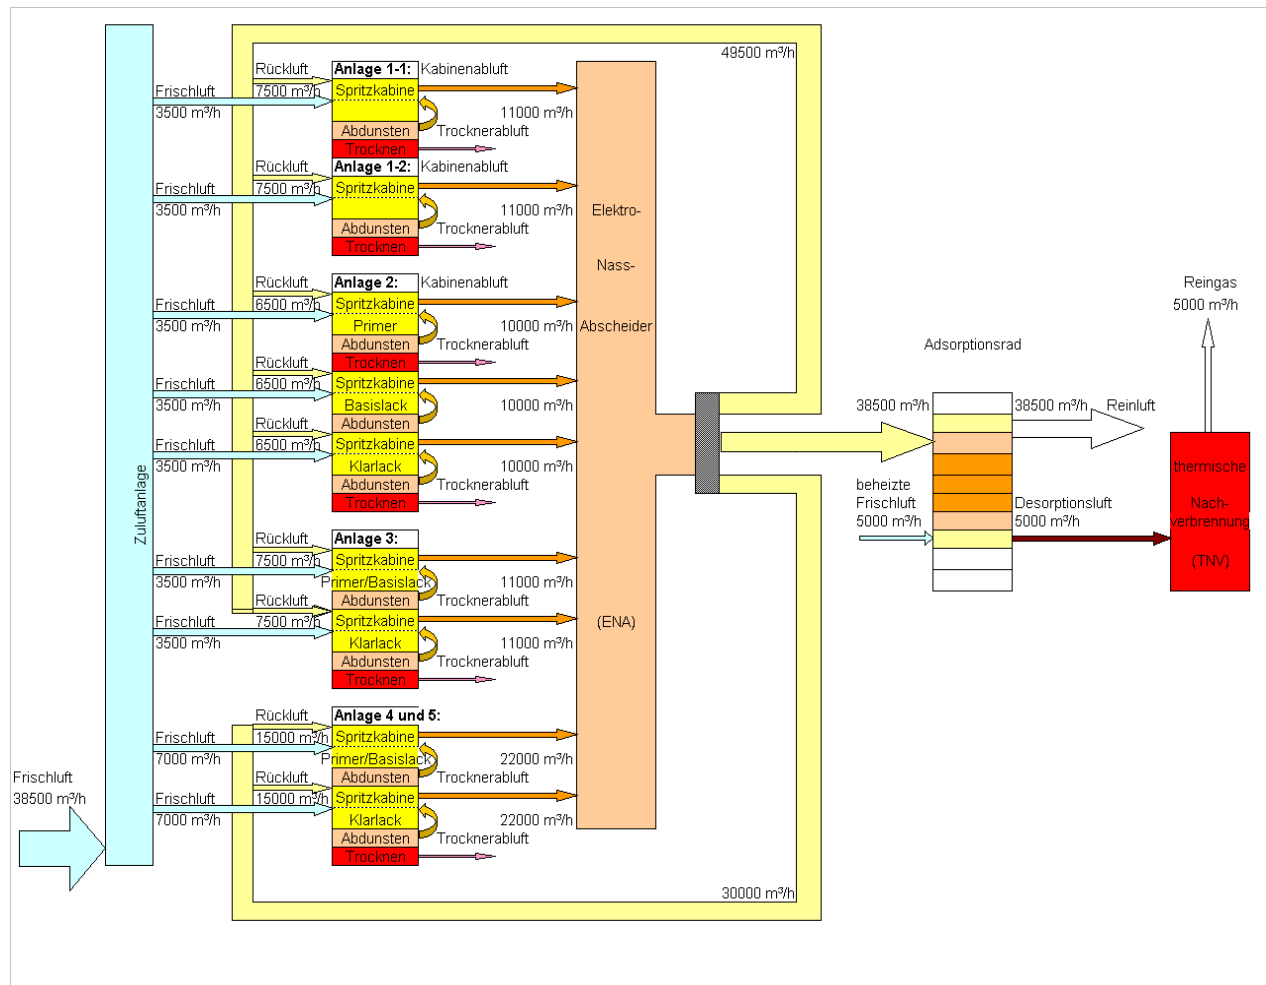 49500 m³/h
Rückluft
7500 m³/h
Anlage 1-1:
Kabinenabluft
Frischluft
3500 m³/h
Spritzkabine
11000 m³/h
Abdunsten
Trocknerabluft
Trocknen
Rückluft
7500 m³/h
Anlage 1-2:
Kabinenabluft
Frischluft
3500 m³/h
Spritzkabine
11000 m³/h
Abdunsten
Trocknerabluft
Trocknen
Rückluft
6500 m³/h
Anlage 2:
Kabinenabluft
Frischluft
3500 m³/h
Spritzkabine
Primer
10000 m³/h
Abdunsten
Trocknerabluft
Trocknen
Rückluft
6500 m³/h
Frischluft
3500 m³/h
Spritzkabine
Basislack
10000 m³/h
Abdunsten
Rückluft
6500 m³/h
Frischluft
3500 m³/h
Spritzkabine
Klarlack
10000 m³/h
Abdunsten
Trocknerabluft
Trocknen
Rückluft
7500 m³/h
Anlage 3:
Frischluft
3500 m³/h
Spritzkabine
Primer/Basislack
11000 m³/h
Abdunsten
Trocknerabluft
Rückluft
7500 m³/h
Frischluft
3500 m³/h
Spritzkabine
Klarlack
11000 m³/h
Abdunsten
Trocknerabluft
Trocknen
Rückluft
15000 m³/h
Anlage 4 und 5:
Frischluft
7000 m³/h
Spritzkabine
Primer/Basislack
22000 m³/h
Abdunsten
Trocknerabluft
Rückluft
15000 m³/h
Frischluft
7000 m³/h
Spritzkabine
Klarlack
22000 m³/h
Abdunsten
Trocknerabluft
Trocknen
Zuluftanlage
Frischluft
38500 m³/h
30000 m³/h
Elektro-
Nass-
Abscheider
(ENA)
Adsorptionsrad
38500 m³/h
38500 m³/h
Reinluft
beheizte
Frischluft
5000 m³/h
Desorptionsluft
5000 m³/h
Reingas
5000 m³/h
thermische
Nach-
verbrennung
(TNV)